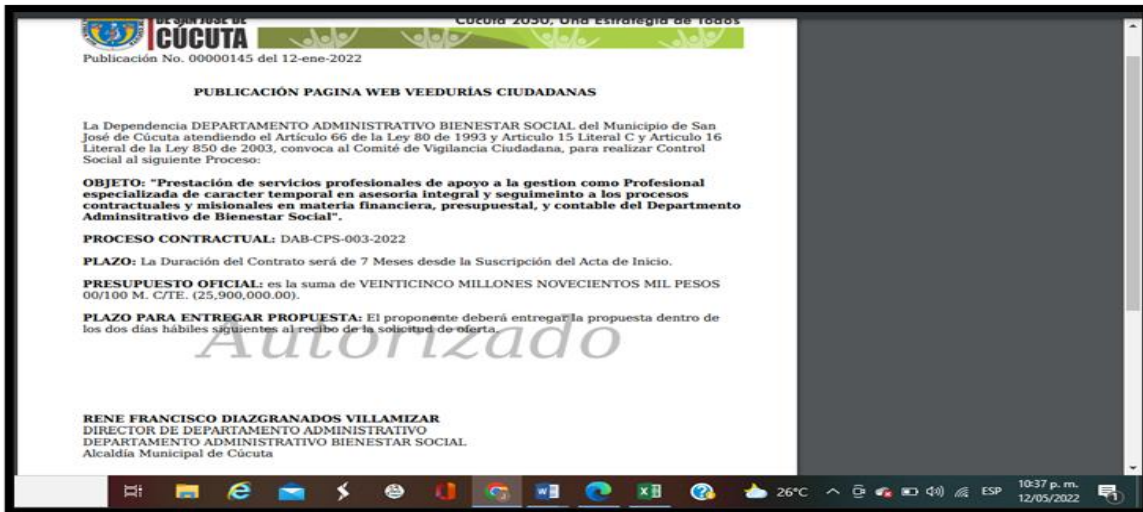 DE SAN JOSÉ DE
CÚCUTA
Cúcuta 2050, Una Estrategia de Todos
Publicación No. 00000145 del 12-ene-2022
PUBLICACIÓN PAGINA WEB VEEDURÍAS CIUDADANAS
La Dependencia DEPARTAMENTO ADMINISTRATIVO BIENESTAR SOCIAL del Municipio de San
José de Cúcuta atendiendo el Artículo 66 de la Ley 80 de 1993 y Articulo 15 Literal C y Articulo 16
Literal de la Ley 850 de 2003, convoca al Comité de Vigilancia Ciudadana, para realizar Control
Social al siguiente Proceso:
OBJETO: "Prestación de servicios profesionales de apoyo a la gestion como Profesional
especializada de caracter temporal en asesoria integral y seguimeinto a los procesos
contractuales y misionales en materia financiera, presupuestal, y contable del Departmento
Adminsitrativo de Bienestar Social".
PROCESO CONTRACTUAL: DAB-CPS-003-2022
PLAZO: La Duración del Contrato será de 7 Meses desde la Suscripción del Acta de Inicio.
PRESUPUESTO OFICIAL: es la suma de VEINTICINCO MILLONES NOVECIENTOS MIL PESOS
00/100 M. C/TE. (25,900,000.00).
PLAZO PARA ENTREGAR PROPUESTA: El proponente deberá entregar la propuesta dentro de
los dos días hábiles siguientes al recibo de la solicitud de oferta.
Autorizado
RENE FRANCISCO DIAZGRANADOS VILLAMIZAR
DIRECTOR DE DEPARTAMENTO ADMINISTRATIVO
DEPARTAMENTO ADMINISTRATIVO BIENESTAR SOCIAL
Alcaldía Municipal de Cúcuta
26°C
ESP
10:37 p. m.
12/05/2022